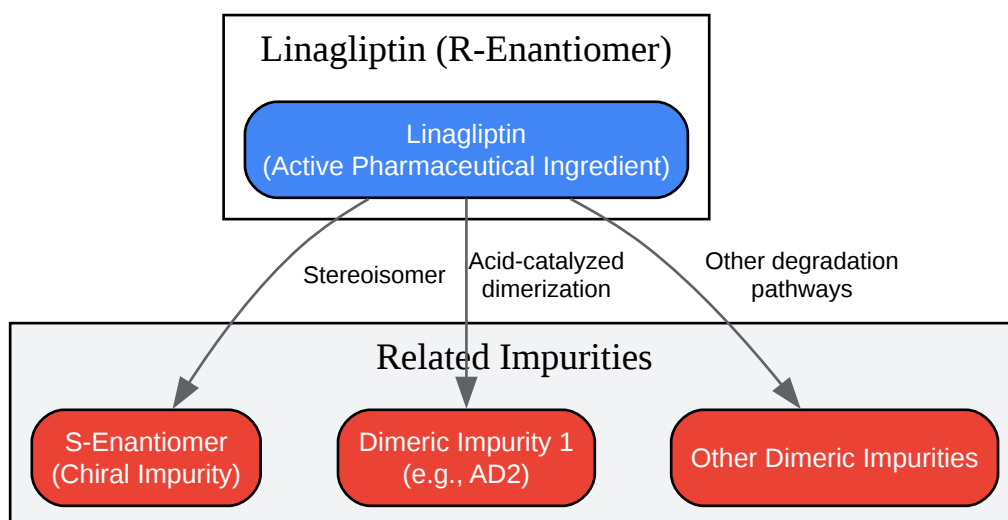 Linagliptin (R-Enantiomer)
Linagliptin
(Active Pharmaceutical Ingredient)
Stereoisomer
Acid-catalyzed
dimerization
Other degradation
pathways
Related Impurities
S-Enantiomer
(Chiral Impurity)
Dimeric Impurity 1
(e.g., AD2)
Other Dimeric Impurities